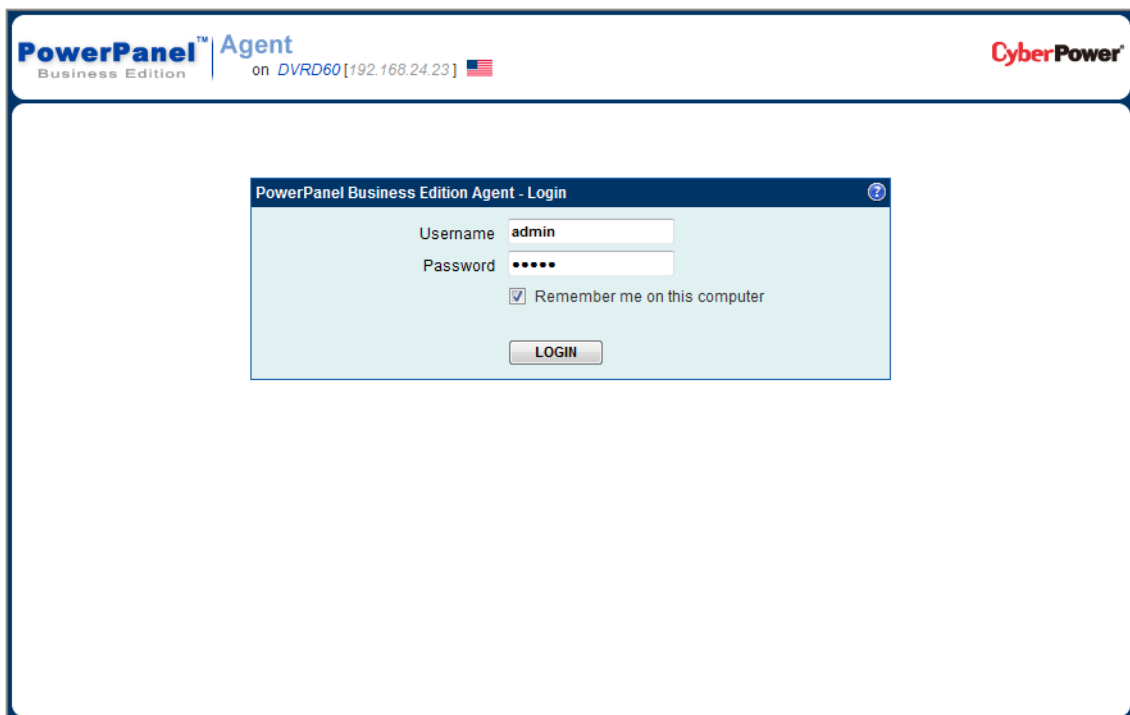 PowerPanel™ Agent
Business Edition
on DVRD60 [192.168.24.23]
CyberPower®
PowerPanel Business Edition Agent - Login ?
Username admin
Password •••••
Remember me on this computer
LOGIN